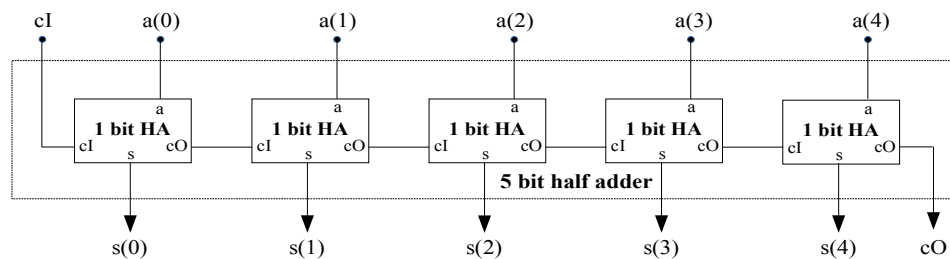 cI a(0) a(1) a(2) a(3) a(4)
a a a a a
1 bit HA 1 bit HA 1 bit HA 1 bit HA 1 bit HA
cI s cO cI s cO cI s cO cI s cO cI s cO
5 bit half adder
s(0) s(1) s(2) s(3) s(4) cO